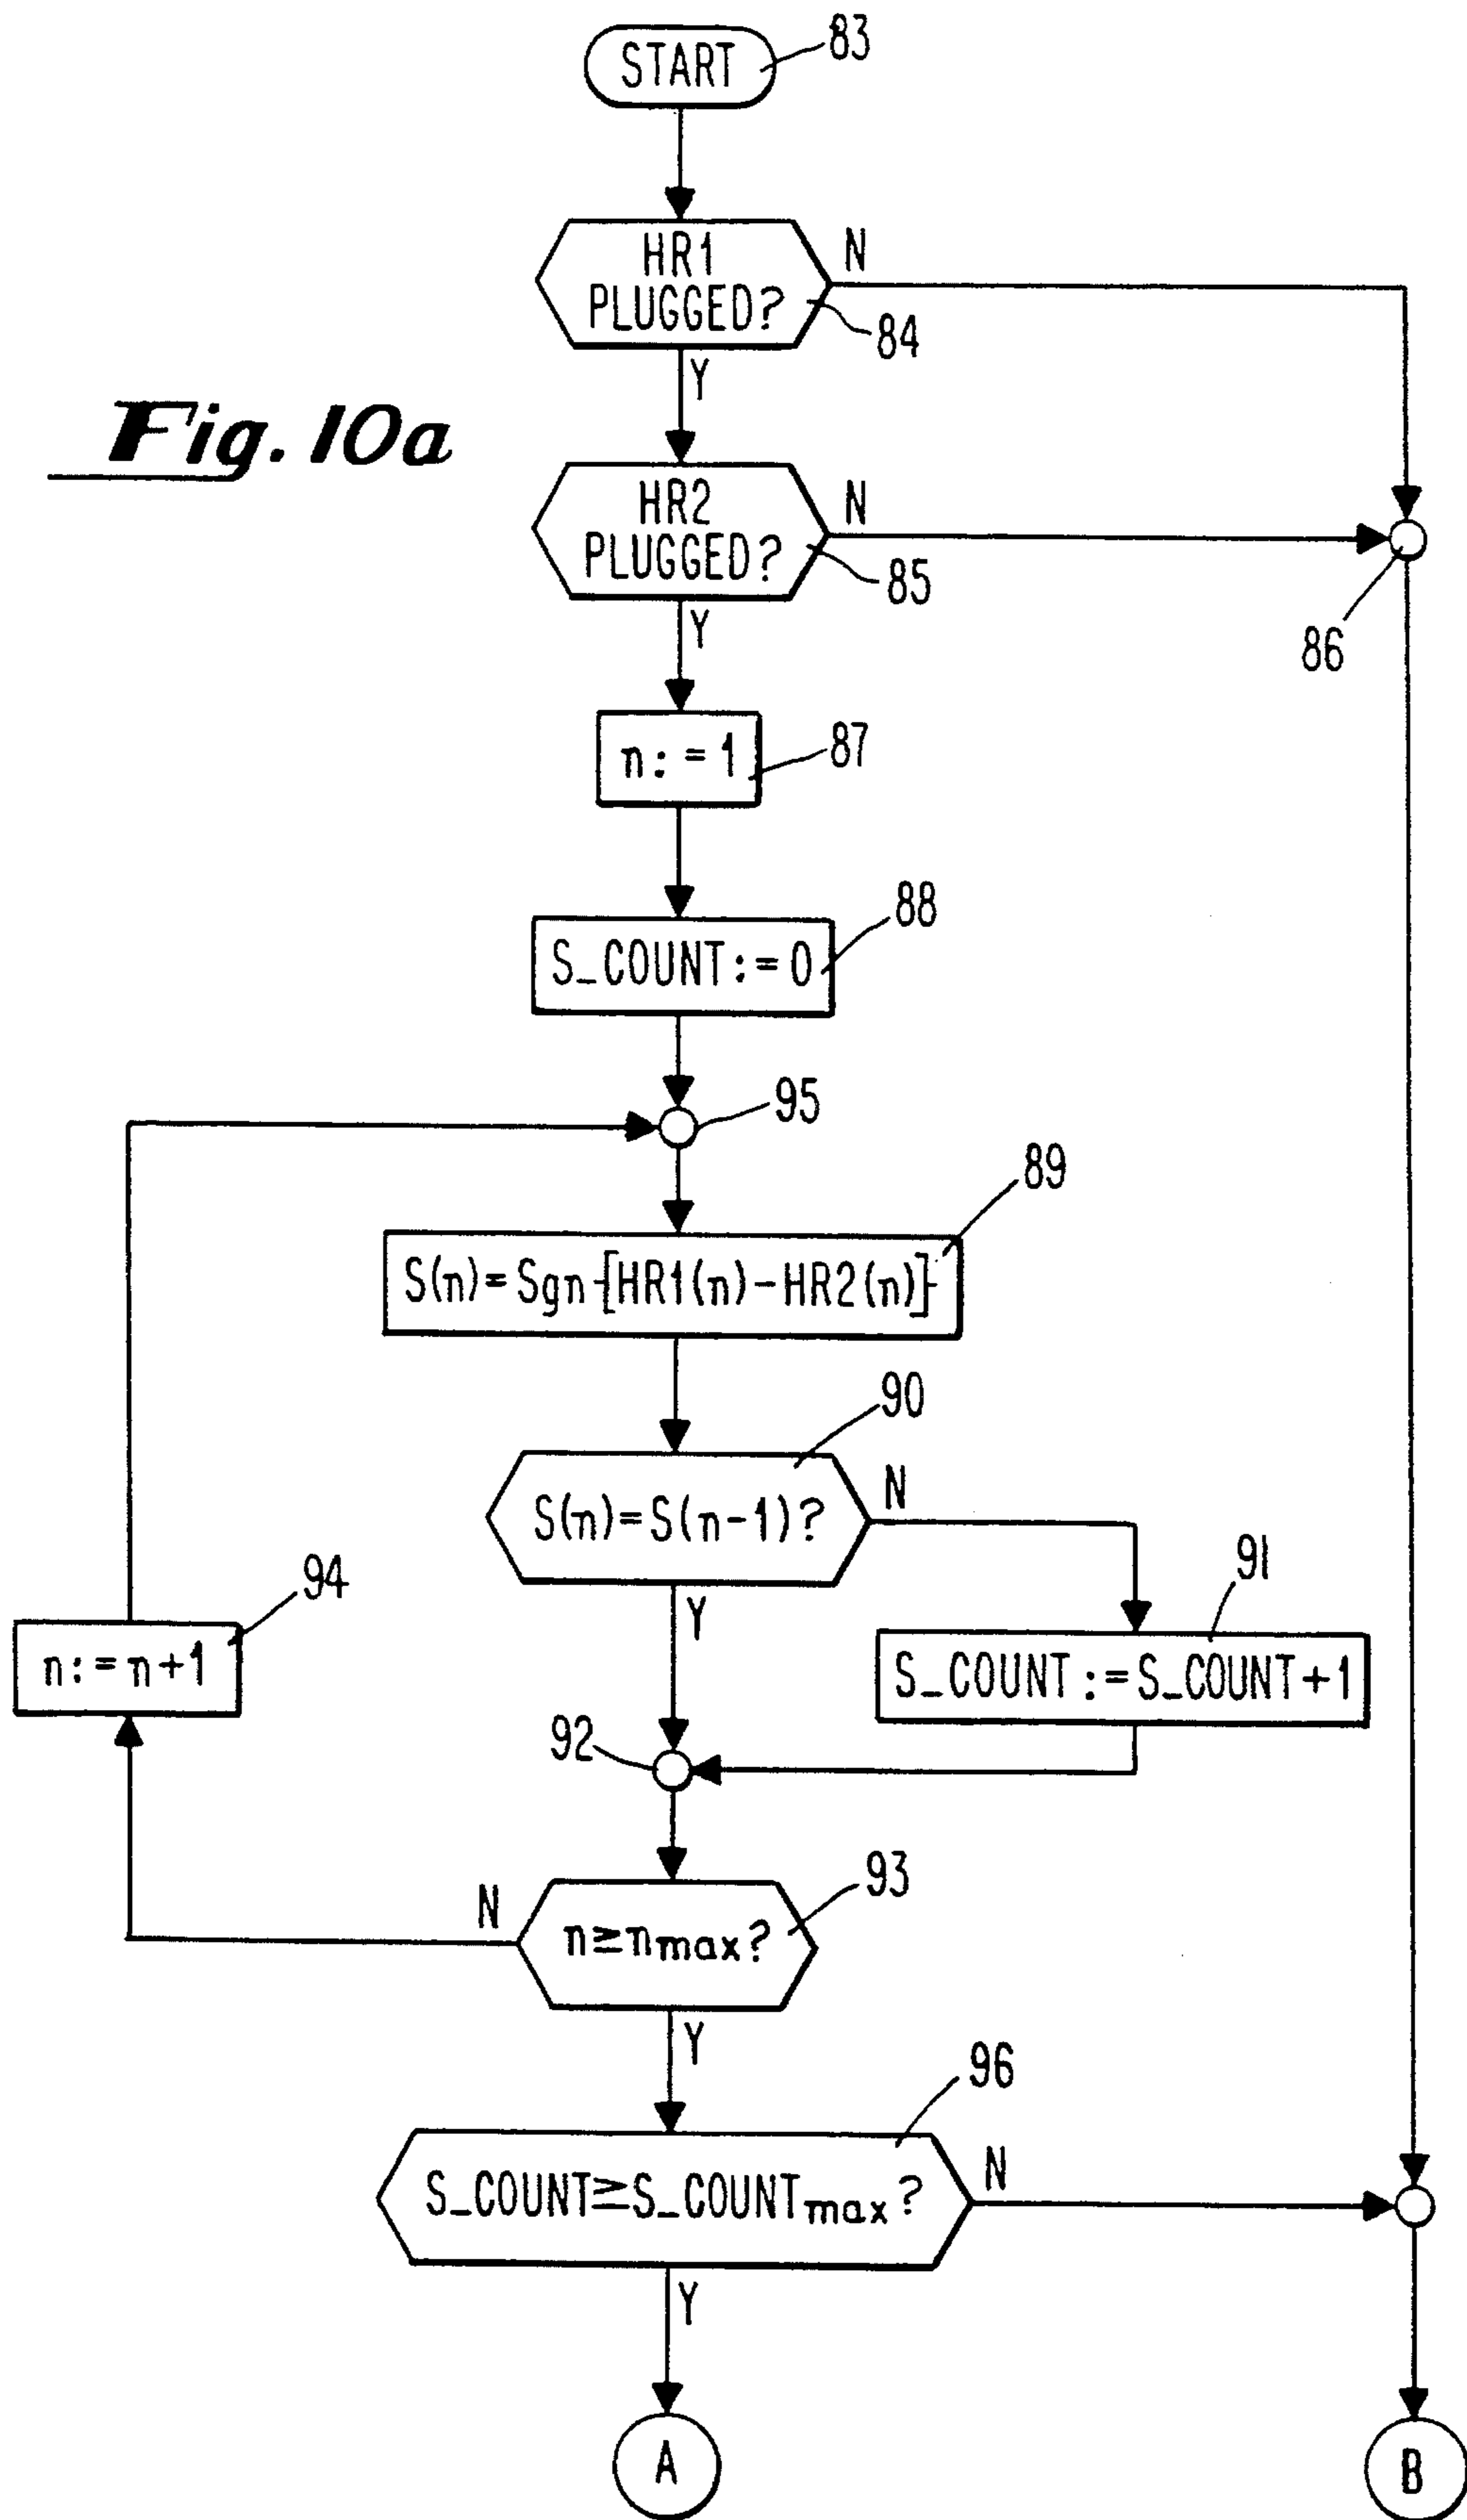 START
83
HR1
PLUGGED?
N
84
Y
Fig. 10a
HR2
PLUGGED?
N
85
Y
86
n:=1
87
S_COUNT:=0
88
95
89
S(n)=Sgn{[HR1(n)-HR2(n)]}
90
S(n)=S(n-1)?
N
Y
91
S_COUNT:=S_COUNT+1
94
n:=n+1
92
93
N
n≥nmax?
Y
96
S_COUNT≥S_COUNTmax?
N
Y
A
B